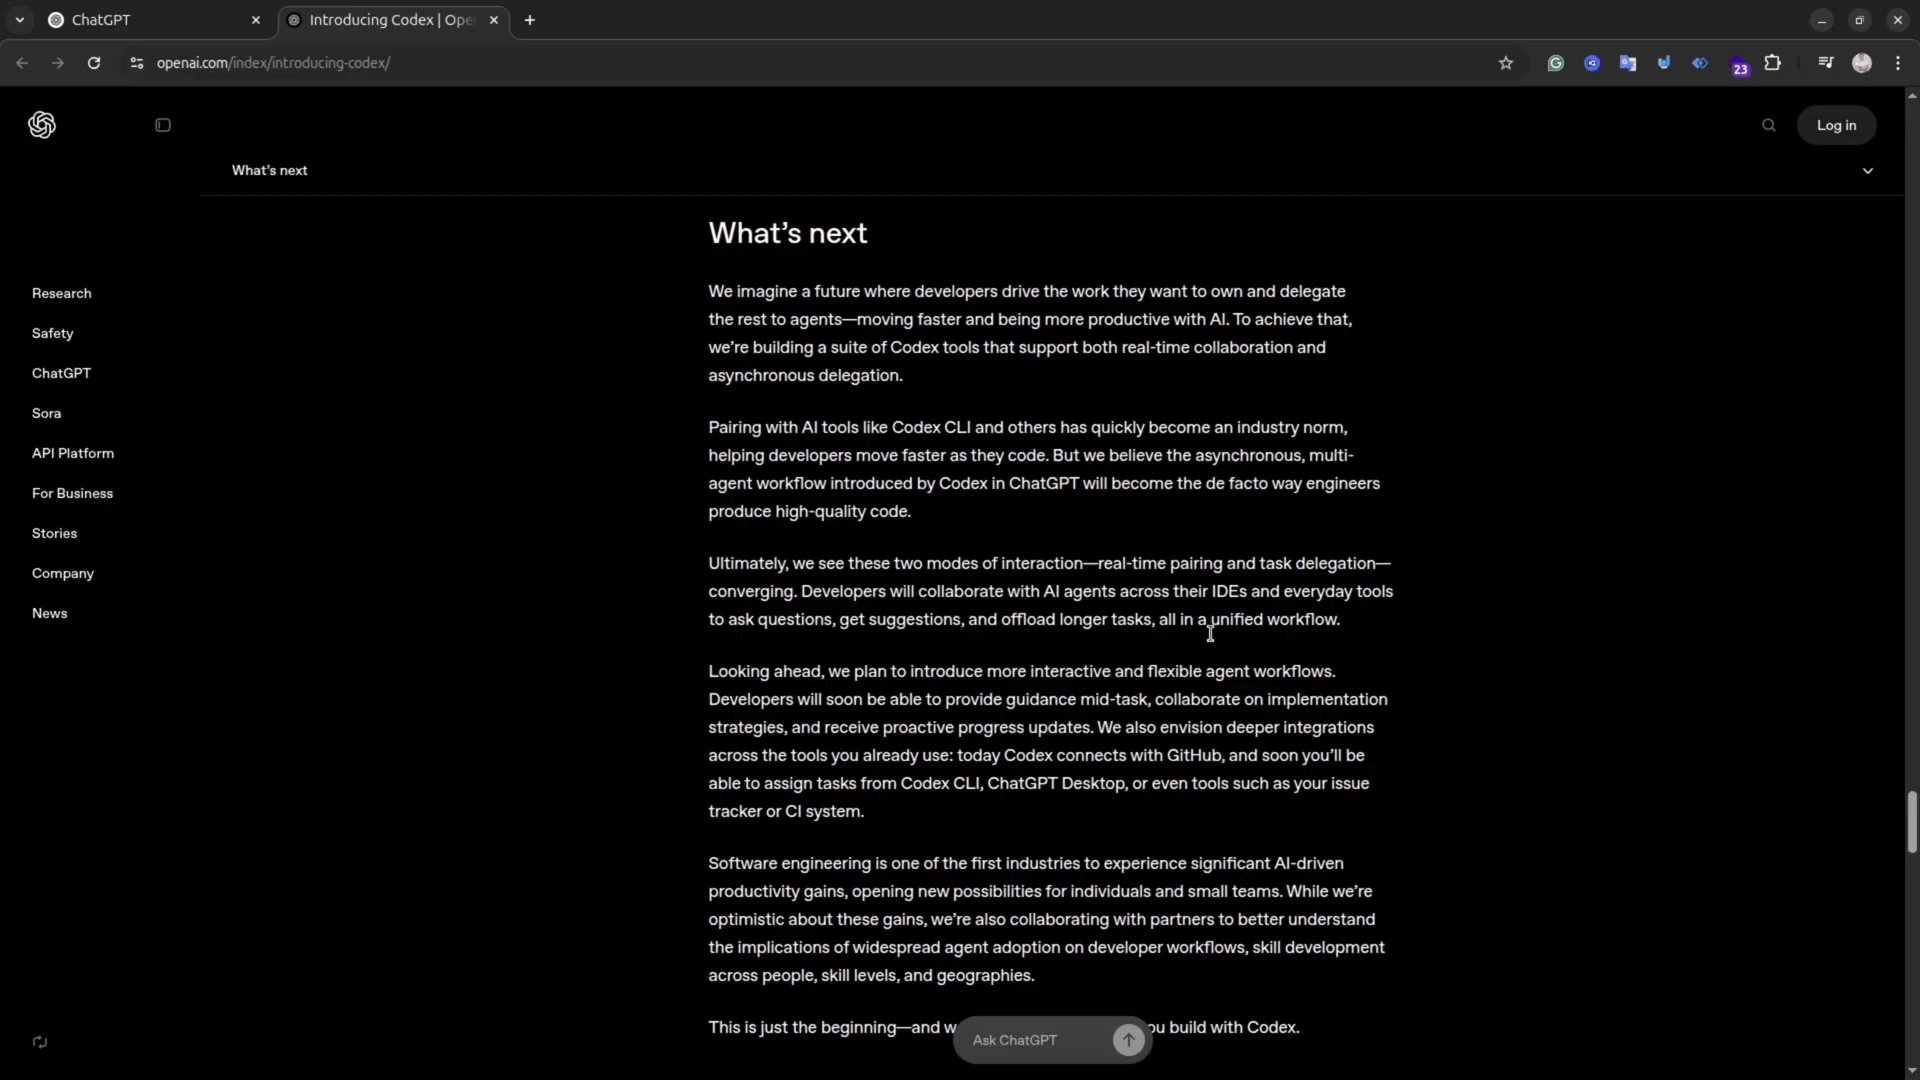 ChatGPT
Introducing Codex | Ope
openai.com/index/introducing-codex/
23
Log in
What's next
What's next
Research
Safety
ChatGPT
Sora
API Platform
For Business
Stories
Company
News
We imagine a future where developers drive the work they want to own and delegate
the rest to agents—moving faster and being more productive with AI. To achieve that,
we're building a suite of Codex tools that support both real-time collaboration and
asynchronous delegation.
Pairing with AI tools like Codex CLI and others has quickly become an industry norm,
helping developers move faster as they code. But we believe the asynchronous, multi-
agent workflow introduced by Codex in ChatGPT will become the de facto way engineers
produce high-quality code.
Ultimately, we see these two modes of interaction—real-time pairing and task delegation—
converging. Developers will collaborate with AI agents across their IDEs and everyday tools
to ask questions, get suggestions, and offload longer tasks, all in a unified workflow.
Looking ahead, we plan to introduce more interactive and flexible agent workflows.
Developers will soon be able to provide guidance mid-task, collaborate on implementation
strategies, and receive proactive progress updates. We also envision deeper integrations
across the tools you already use: today Codex connects with GitHub, and soon you'll be
able to assign tasks from Codex CLI, ChatGPT Desktop, or even tools such as your issue
tracker or CI system.
Software engineering is one of the first industries to experience significant AI-driven
productivity gains, opening new possibilities for individuals and small teams. While we're
optimistic about these gains, we're also collaborating with partners to better understand
the implications of widespread agent adoption on developer workflows, skill development
across people, skill levels, and geographies.
This is just the beginning—and w ou build with Codex.
Ask ChatGPT